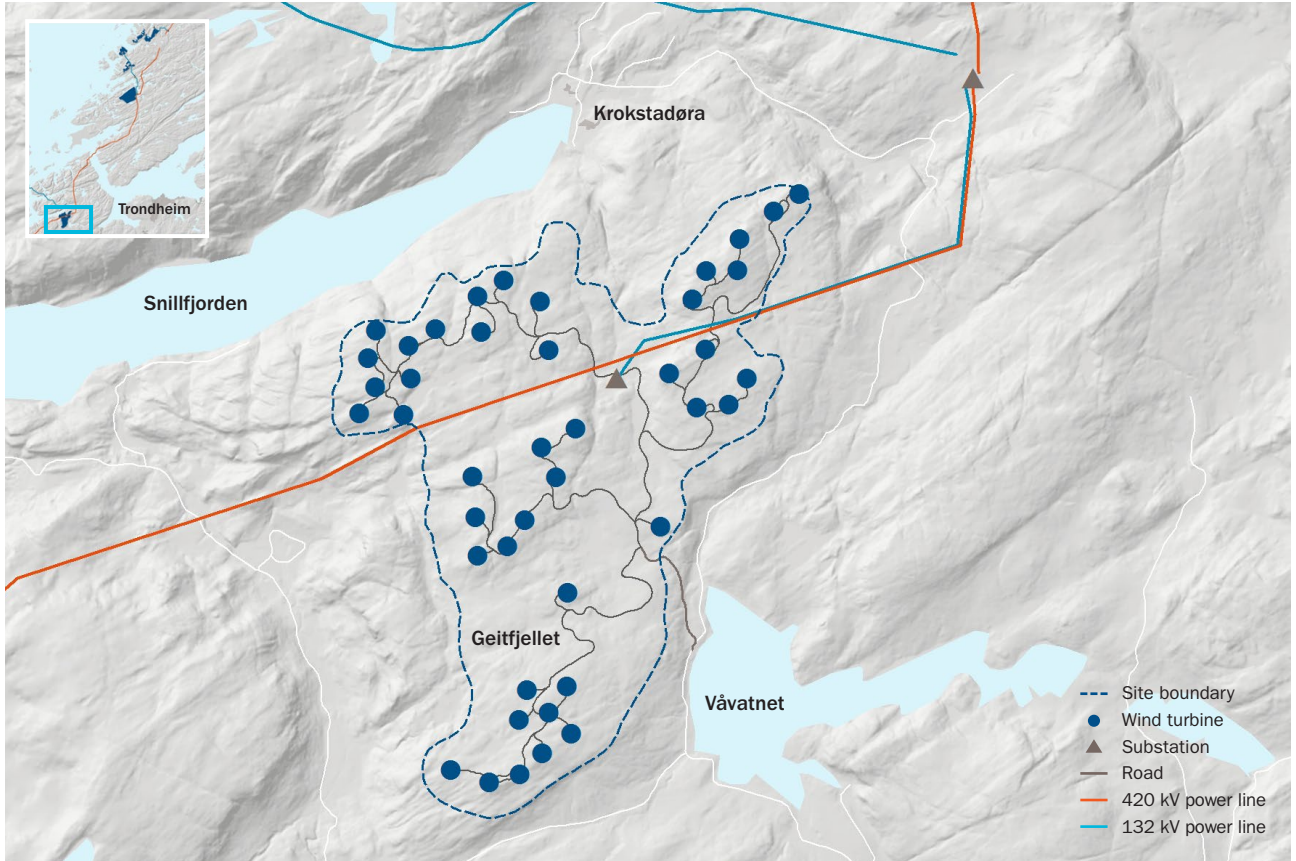 Krokstadøra
Trondheim
Snillfjorden
Geitfjellet
Våvatnet
Site boundary
Wind turbine
Substation
Road
420 kV power line
132 kV power line